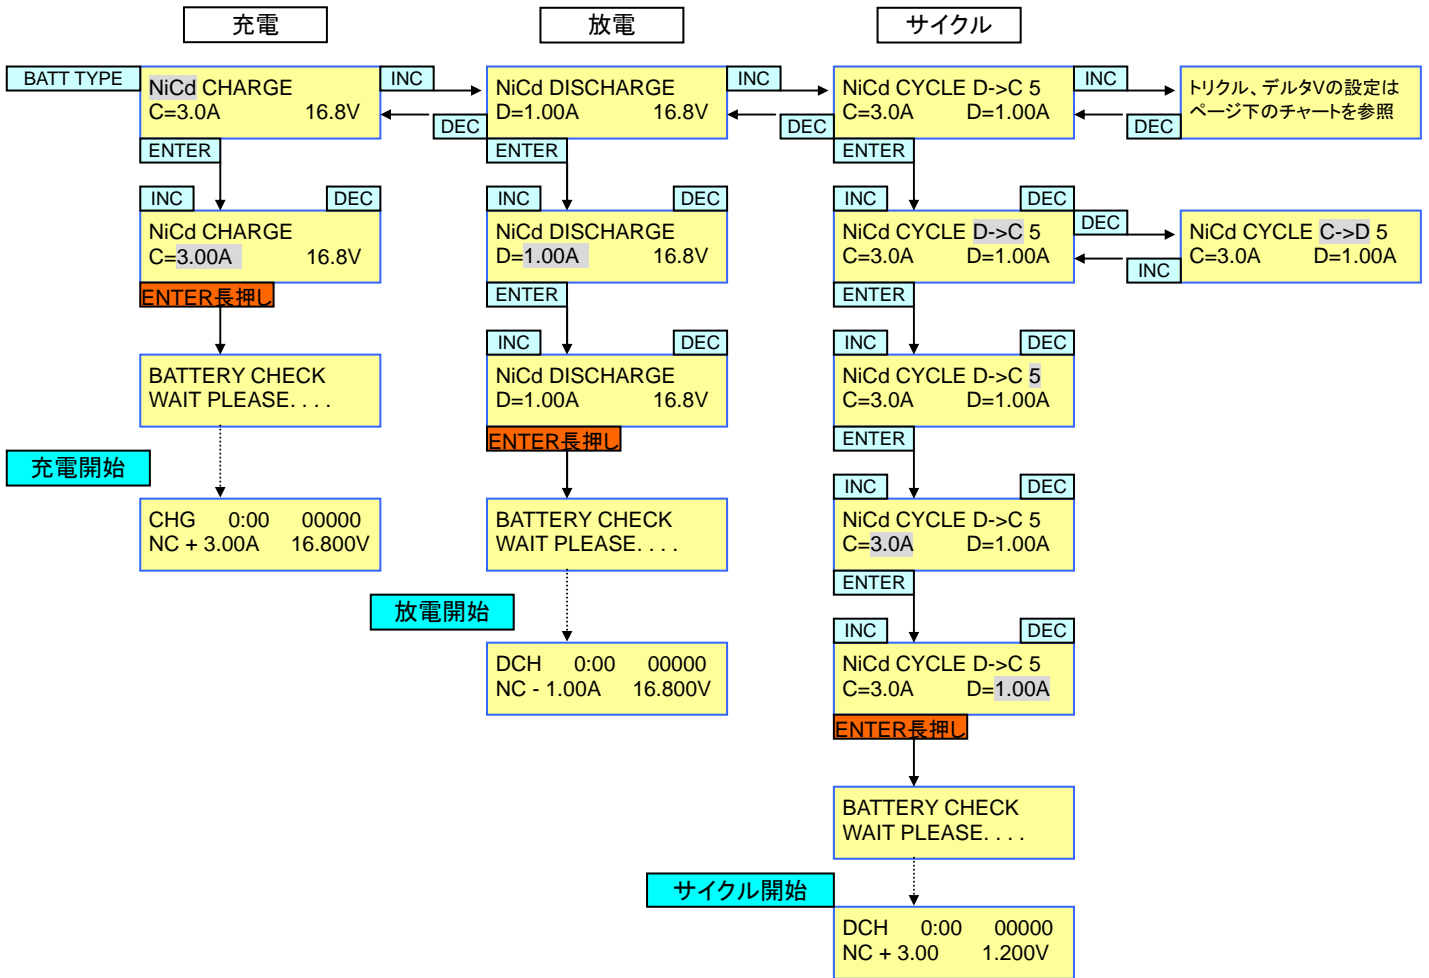 充電
放電
サイクル
BATT TYPE
NiCd CHARGE
C=3.0A 16.8V
INC
DEC
NiCd DISCHARGE
D=1.00A 16.8V
INC
DEC
NiCd CYCLE D->C 5
C=3.0A D=1.00A
INC
DEC
トリクル、デルタVの設定は
ページ下のチャートを参照
ENTER
ENTER
ENTER
INC
DEC
NiCd CHARGE
C=3.00A 16.8V
ENTER長押し
INC
DEC
NiCd DISCHARGE
D=1.00A 16.8V
ENTER
INC
DEC
NiCd CYCLE D->C 5
C=3.0A D=1.00A
ENTER
DEC
INC
NiCd CYCLE C->D 5
C=3.0A D=1.00A
BATTERY CHECK
WAIT PLEASE. . . .
INC
DEC
NiCd DISCHARGE
D=1.00A 16.8V
ENTER長押し
INC
DEC
NiCd CYCLE D->C 5
C=3.0A D=1.00A
ENTER
充電開始
CHG 0:00 00000
NC + 3.00A 16.800V
BATTERY CHECK
WAIT PLEASE. . . .
INC
DEC
NiCd CYCLE D->C 5
C=3.0A D=1.00A
ENTER
放電開始
DCH 0:00 00000
NC - 1.00A 16.800V
INC
DEC
NiCd CYCLE D->C 5
C=3.0A D=1.00A
ENTER長押し
BATTERY CHECK
WAIT PLEASE. . . .
サイクル開始
DCH 0:00 00000
NC + 3.00 1.200V